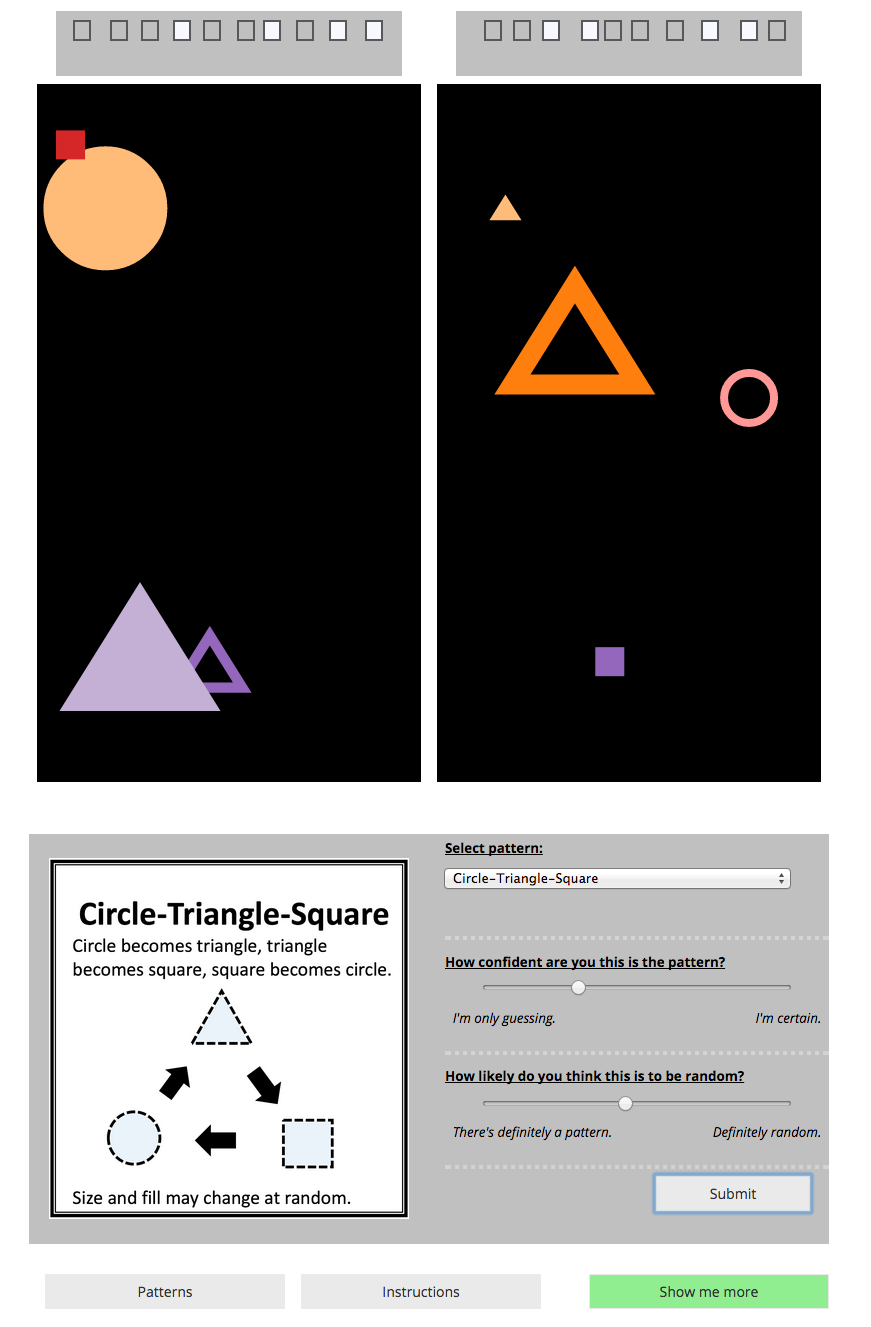 Circle-Triangle-Square
Circle becomes triangle, triangle
becomes square, square becomes circle.
Size and fill may change at random.
Select pattern:
Circle-Triangle-Square
How confident are you this is the pattern?
I'm only guessing. I'm certain.
How likely do you think this is to be random?
There's definitely a pattern. Definitely random.
Submit
Patterns Instructions Show me more